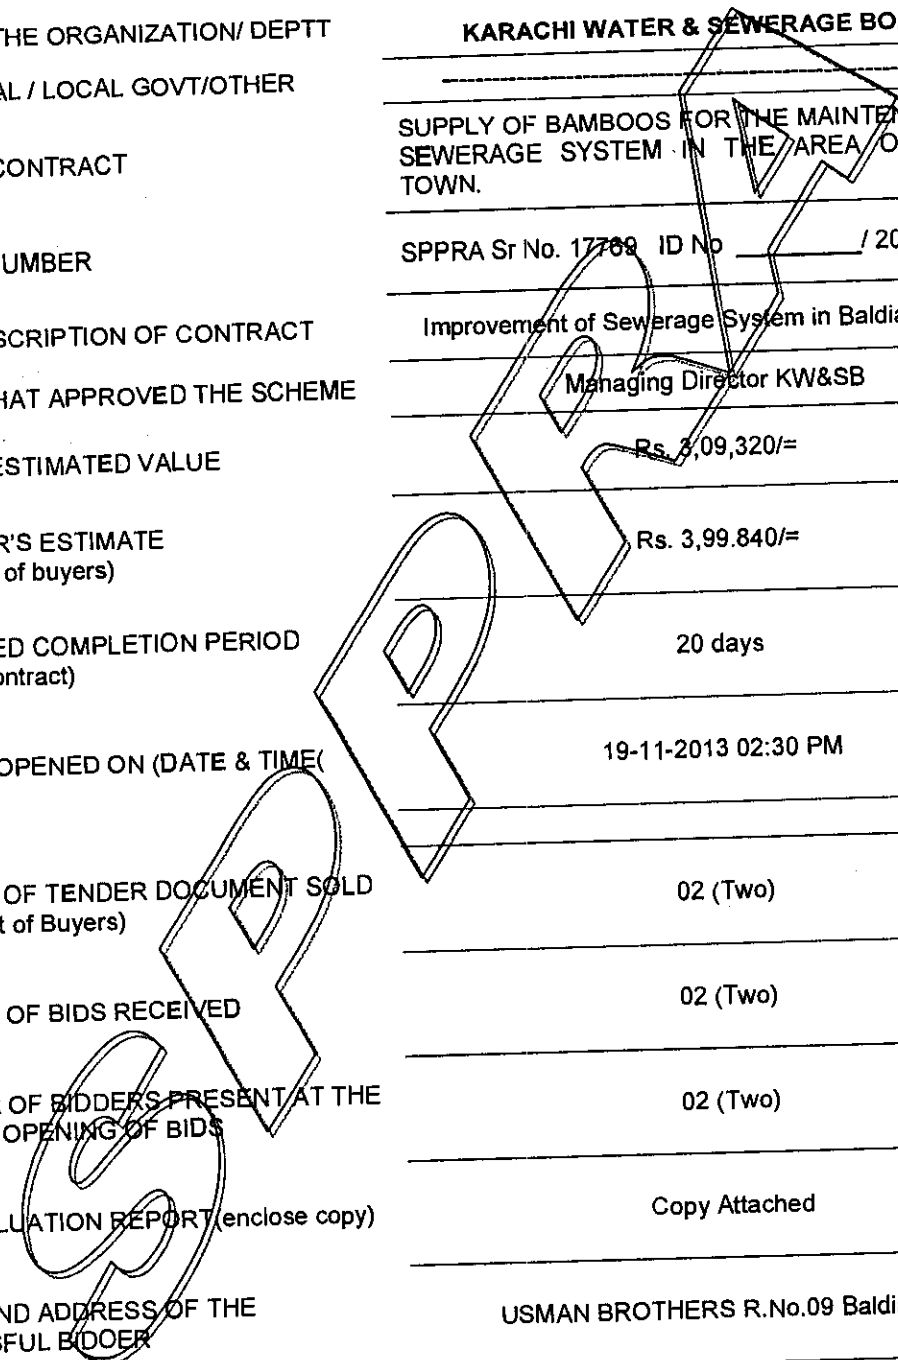 THE ORGANIZATION/ DEPTT KARACHI WATER & SEWERAGE BO
AL / LOCAL GOVT/OTHER --------------------------------
CONTRACT
SUPPLY OF BAMBOOS FOR THE MAINTEN
SEWERAGE SYSTEM IN THE AREA O
TOWN.
UMBER SPPRA Sr No. 17769 ID No _________/ 20
SCRIPTION OF CONTRACT Improvement of Sewerage System in Baldia
HAT APPROVED THE SCHEME Managing Director KW&SB
ESTIMATED VALUE Rs. 3,09,320/=
R'S ESTIMATE Rs. 3,99.840/=
of buyers)
ED COMPLETION PERIOD 20 days
ontract)
OPENED ON (DATE & TIME( 19-11-2013 02:30 PM
OF TENDER DOCUMENT SOLD 02 (Two)
t of Buyers)
OF BIDS RECEIVED 02 (Two)
R OF BIDDERS PRESENT AT THE 02 (Two)
OPENING OF BIDS
LUATION REPORT(enclose copy) Copy Attached
ND ADDRESS OF THE USMAN BROTHERS R.No.09 Baldi
SFUL BIDOER
SPPRA